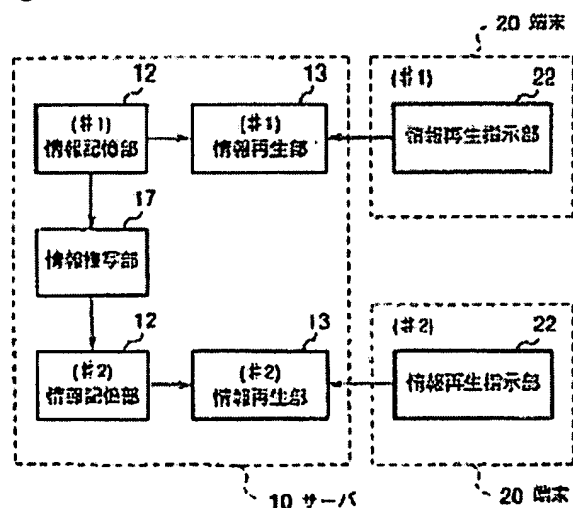 20 端末
12
13
(#1)
22
(#1)
情報記憶部
(#1)
情報再生部
情報再生指示部
17
情報複写部
12
13
(#2)
22
(#2)
情報記憶部
(#2)
情報再生部
情報再生指示部
10 サーバ
20 端末